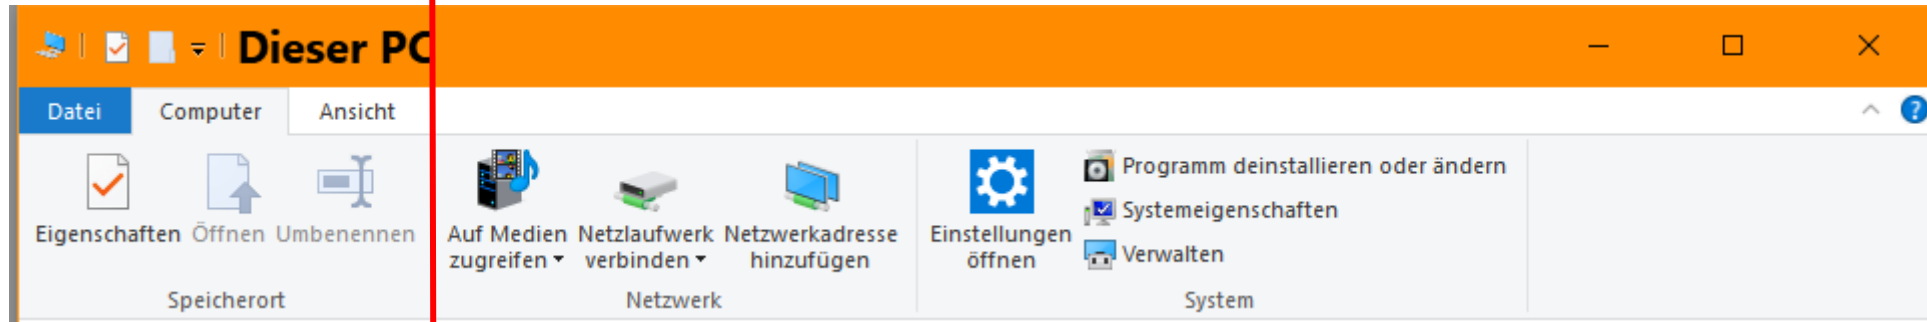 Dieser PC
Datei Computer Ansicht
Eigenschaften Öffnen Umbenennen
Auf Medien zugreifen
Netzlaufwerk verbinden
Netzwerkadresse hinzufügen
Einstellungen öffnen
Programm deinstallieren oder ändern
Systemeigenschaften
Verwalten
Speicherort Netzwerk System